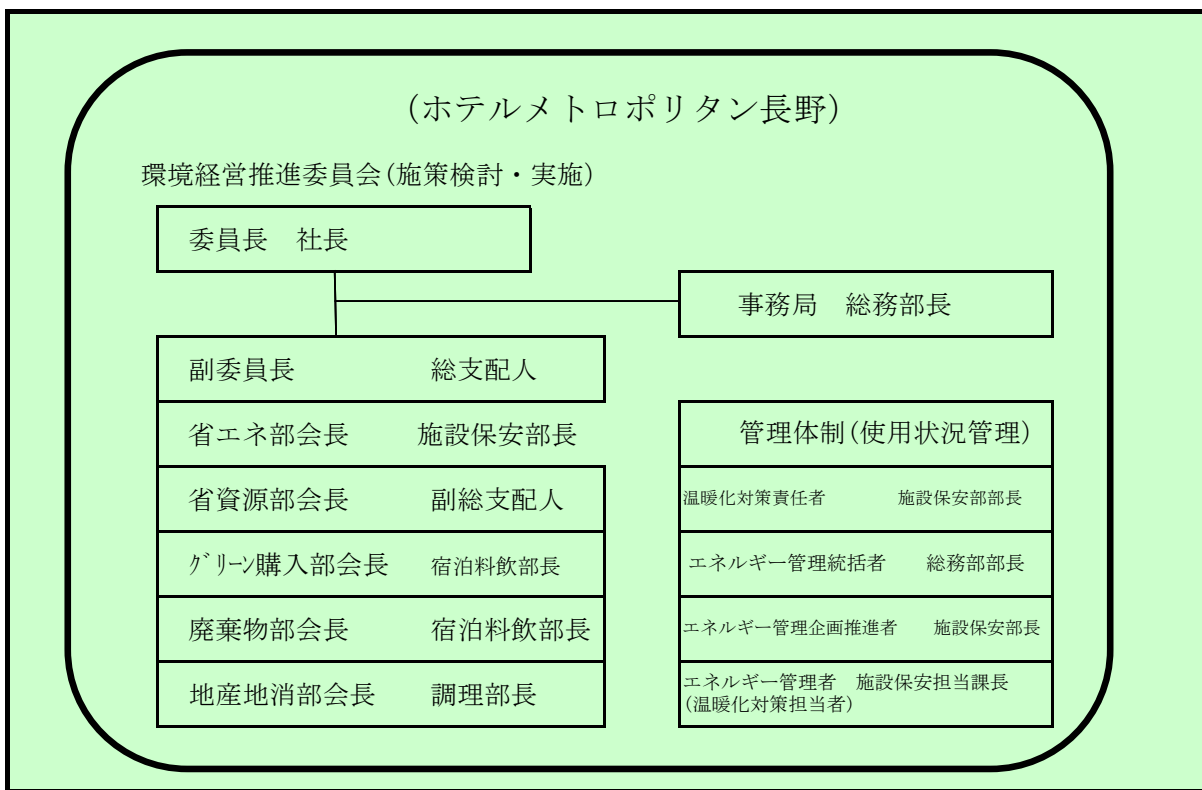 (ホテルメトロポリタン長野)
環境経営推進委員会(施策検討・実施)
委員長　社長
事務局　総務部長
副委員長　総支配人
省エネ部会長　施設保安部長
省資源部会長　副総支配人
ｸﾞﾘｰﾝ購入部会長　宿泊料飲部長
廃棄物部会長　宿泊料飲部長
地産地消部会長　調理部長
管理体制(使用状況管理)
温暖化対策責任者　施設保安部部長
エネルギー管理統括者　総務部部長
エネルギー管理企画推進者　施設保安部長
エネルギー管理者　施設保安担当課長
(温暖化対策担当者)